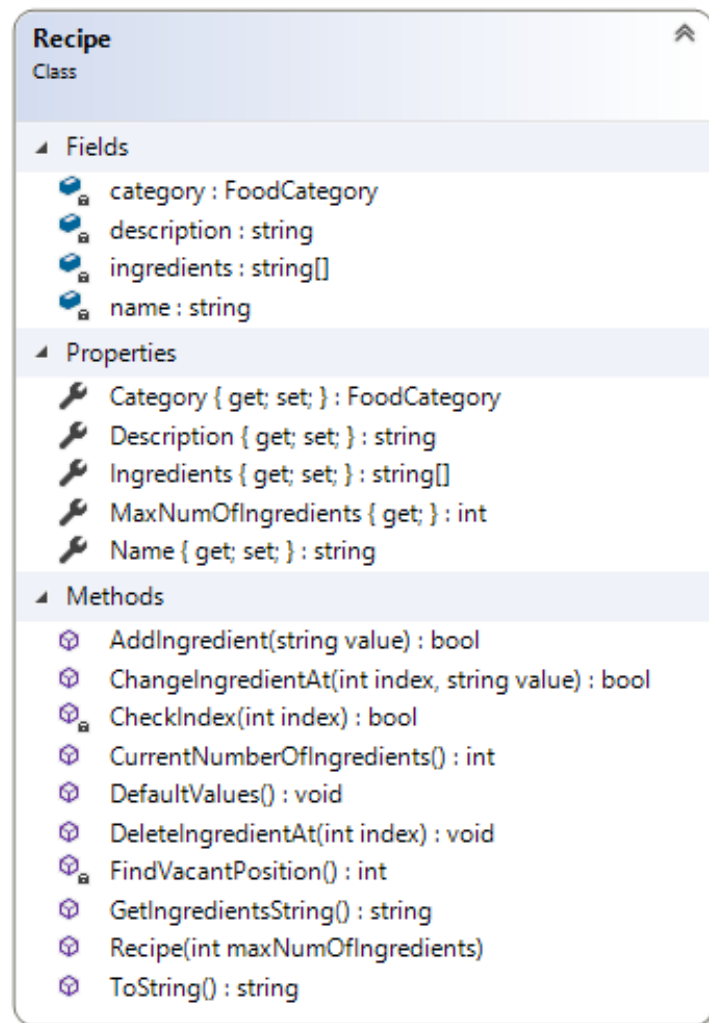 Recipe
Class
Fields
category : FoodCategory
description : string
ingredients : string[]
name : string
Properties
Category { get; set; } : FoodCategory
Description { get; set; } : string
Ingredients { get; set; } : string[]
MaxNumOfIngredients { get; } : int
Name { get; set; } : string
Methods
AddIngredient(string value) : bool
ChangeIngredientAt(int index, string value) : bool
CheckIndex(int index) : bool
CurrentNumberOfIngredients() : int
DefaultValues() : void
DeleteIngredientAt(int index) : void
FindVacantPosition() : int
GetIngredientsString() : string
Recipe(int maxNumOfIngredients)
ToString() : string